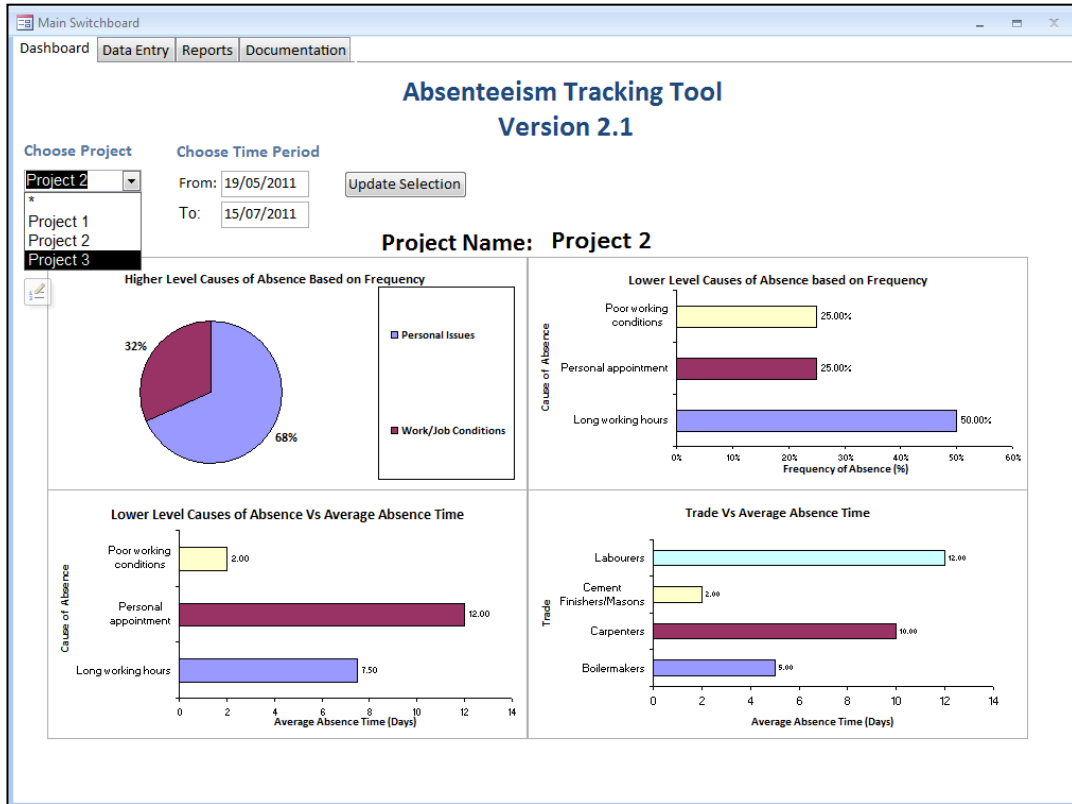 Main Switchboard
Dashboard Data Entry Reports Documentation
Absenteeism Tracking Tool
Version 2.1
Choose Project Choose Time Period
Project 2
From: 19/05/2011
Update Selection
*
Project 1
Project 2
Project 3
To: 15/07/2011
Project Name: Project 2
Higher Level Causes of Absence Based on Frequency
32%
68%
Personal Issues
Work/Job Conditions
Lower Level Causes of Absence based on Frequency
Cause of Absence
Poor working
conditions
25.00%
Personal appointment
25.00%
Long working hours
50.00%
0% 10% 20% 30% 40% 50% 60%
Frequency of Absence (%)
Lower Level Causes of Absence Vs Average Absence Time
Cause of Absence
Poor working
conditions
2.00
Personal
appointment
12.00
Long working hours
7.50
0 2 4 6 8 10 12 14
Average Absence Time (Days)
Trade Vs Average Absence Time
Trade
Labourers
12.00
Cement
Finishers/Masons
2.00
Carpenters
10.00
Boilermakers
5.00
0 2 4 6 8 10 12 14
Average Absence Time (Days)